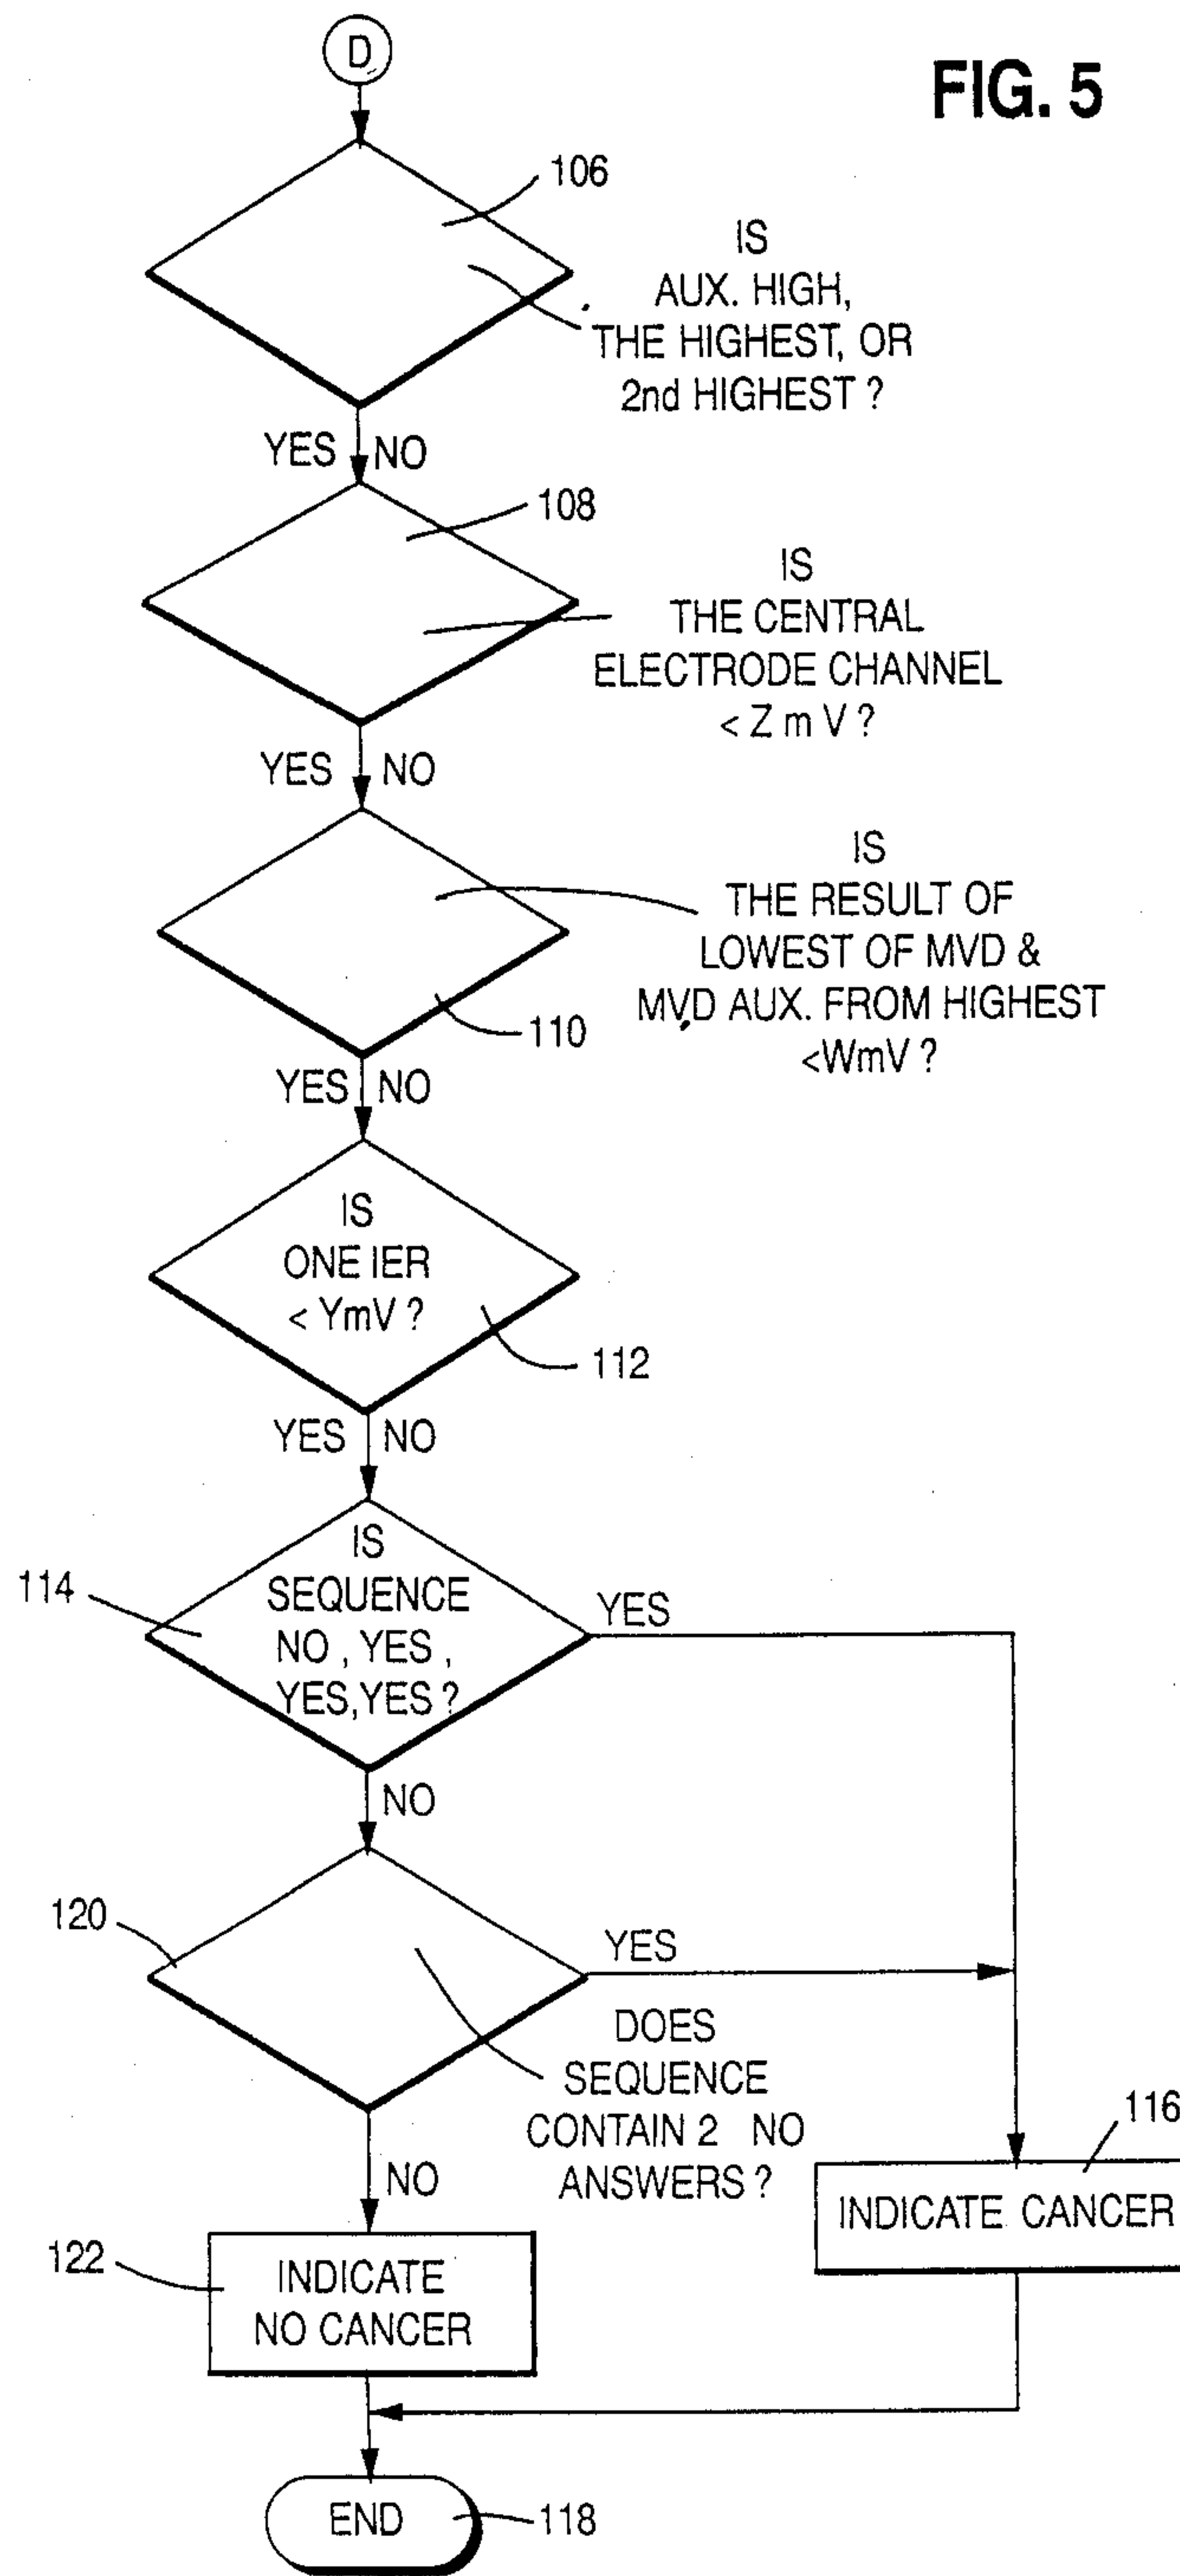 D
FIG. 5
106
IS
AUX. HIGH,
THE HIGHEST, OR
2nd HIGHEST ?
YES NO
108
IS
THE CENTRAL
ELECTRODE CHANNEL
< Z m V ?
YES NO
IS
THE RESULT OF
LOWEST OF MVD &
MVD AUX. FROM HIGHEST
<WmV ?
110
YES NO
IS
ONE IER
< YmV ?
112
YES NO
114
IS
SEQUENCE
NO , YES ,
YES,YES ?
YES
NO
120
YES
DOES
SEQUENCE
CONTAIN 2 NO
ANSWERS ?
NO
116
INDICATE CANCER
122
INDICATE
NO CANCER
END
118